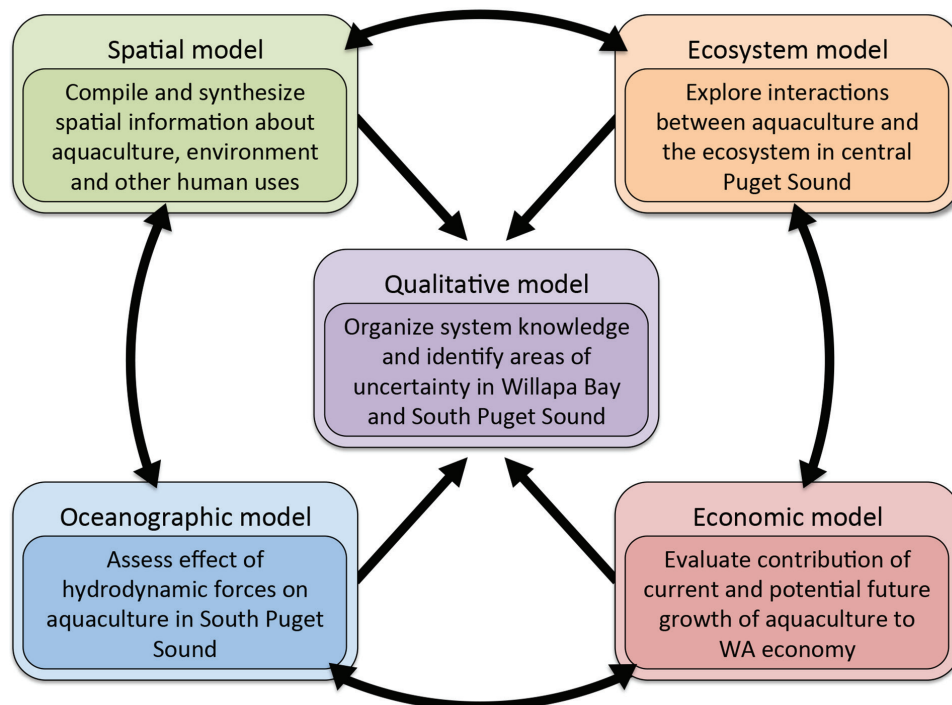 Spatial model
Compile and synthesize
spatial information about
aquaculture, environment
and other human uses
Ecosystem model
Explore interactions
between aquaculture and
the ecosystem in central
Puget Sound
Qualitative model
Organize system knowledge
and identify areas of
uncertainty in Willapa Bay
and South Puget Sound
Oceanographic model
Assess effect of
hydrodynamic forces on
aquaculture in South Puget
Sound
Economic model
Evaluate contribution of
current and potential future
growth of aquaculture to
WA economy